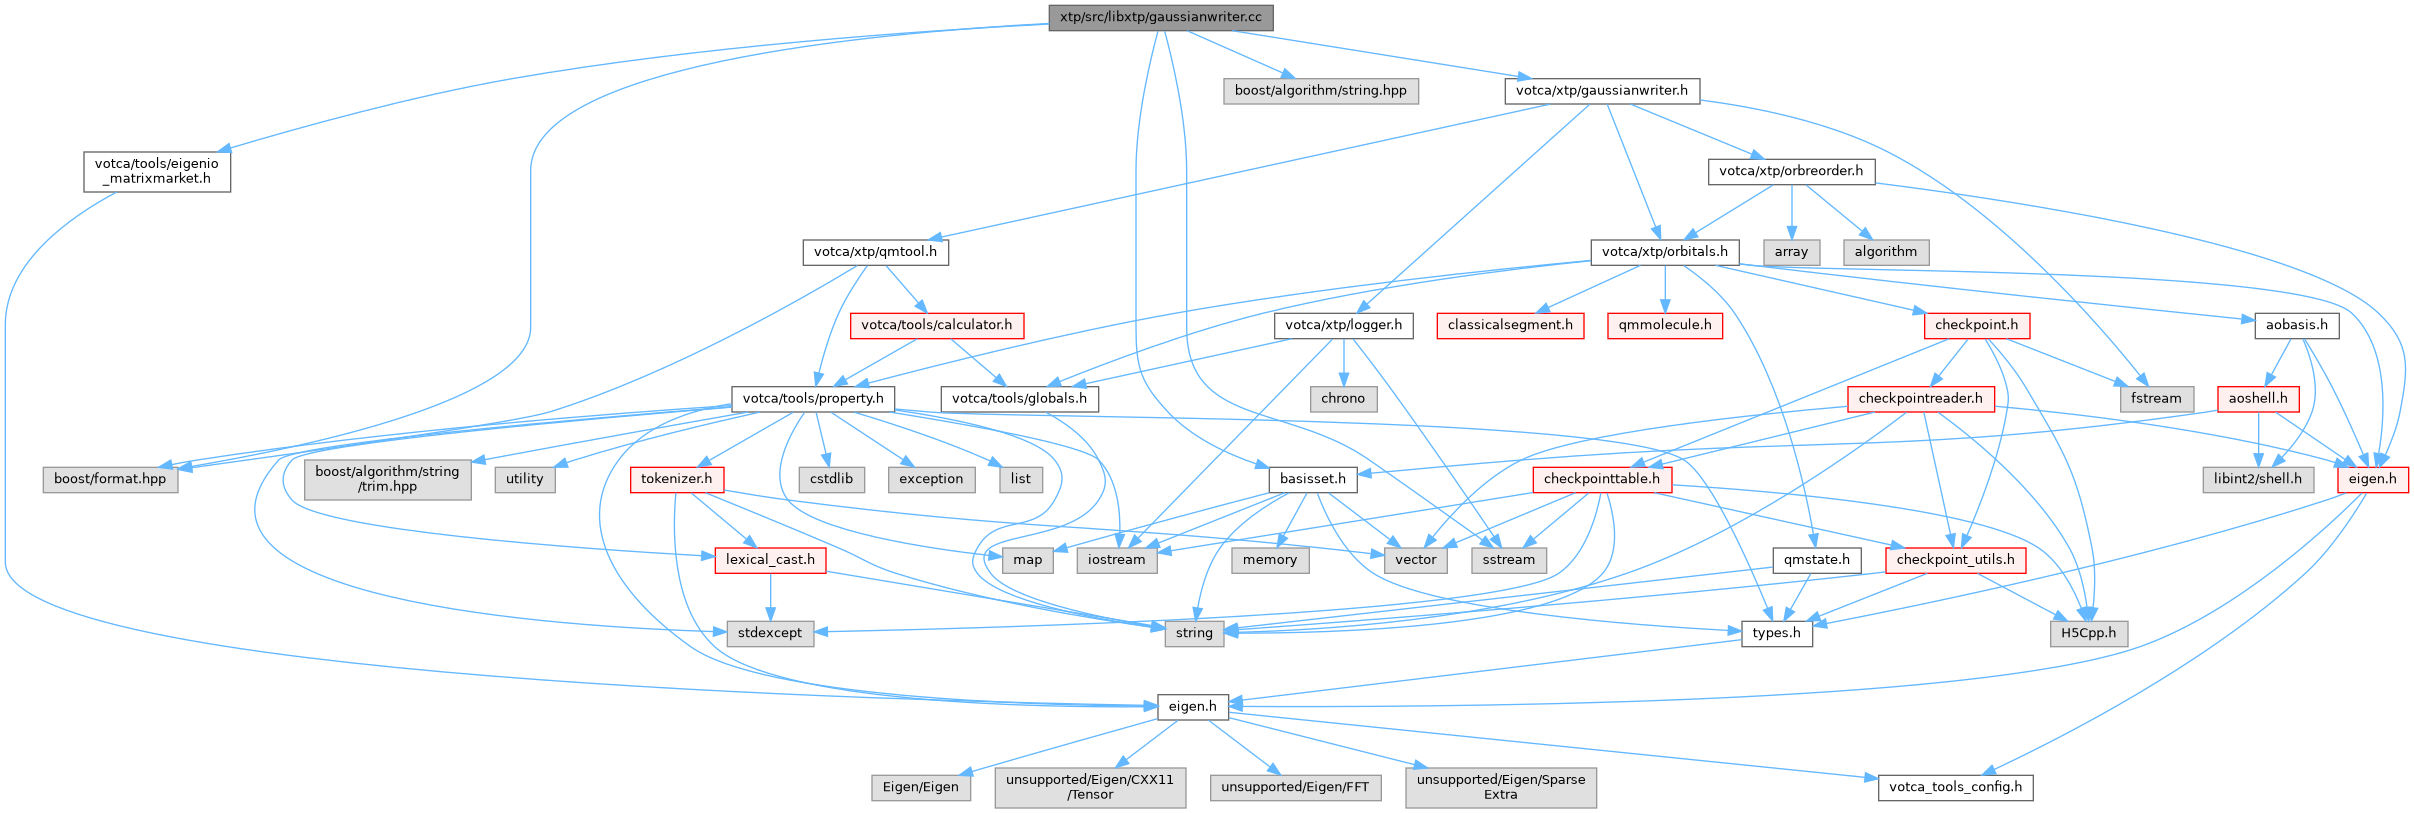 xtp/src/libxtp/gaussianwriter.cc
boost/algorithm/string.hpp
votca/xtp/gaussianwriter.h
votca/tools/eigenio
_matrixmarket.h
votca/xtp/orbreorder.h
votca/xtp/qmtool.h
votca/xtp/orbitals.h
array
algorithm
votca/tools/calculator.h
votca/xtp/logger.h
classicalsegment.h
qmmolecule.h
checkpoint.h
aobasis.h
votca/tools/property.h
votca/tools/globals.h
chrono
checkpointreader.h
fstream
aoshell.h
boost/format.hpp
boost/algorithm/string
/trim.hpp
utility
tokenizer.h
cstdlib
exception
list
basisset.h
checkpointtable.h
libint2/shell.h
eigen.h
lexical_cast.h
map
iostream
memory
vector
sstream
qmstate.h
checkpoint_utils.h
stdexcept
string
types.h
H5Cpp.h
eigen.h
Eigen/Eigen
unsupported/Eigen/CXX11
/Tensor
unsupported/Eigen/FFT
unsupported/Eigen/Sparse
Extra
votca_tools_config.h